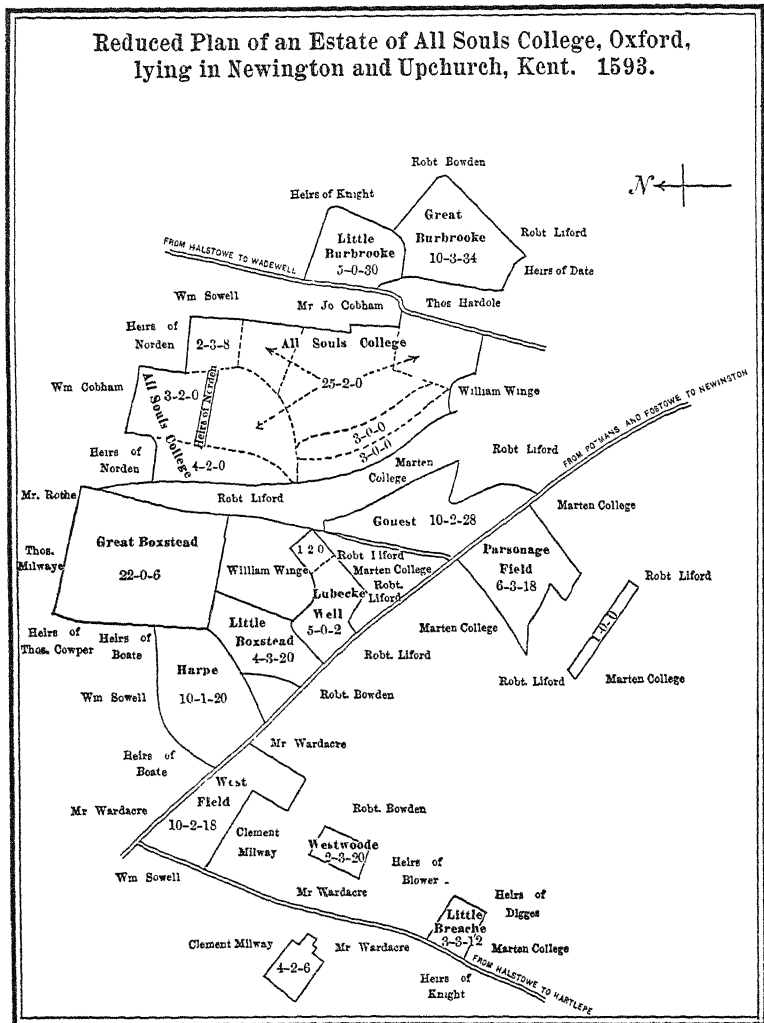 Reduced Plan of an Estate of All Souls College, Oxford,
lying in Newington and Upchurch, Kent. 1593.
Robt Bowden
N
Heirs of Knight
Great
Burbrooke
10-3-34
Robt Liford
Little
Burbrooke
5-0-30
Heirs of Date
FROM HALSTOWE TO WADEWELL
Wm Sowell
Mr Jo Cobham
Thos Hardole
Heirs of
Norden
2-3-8
All Souls College
25-2-0
Wm Cobham
3-2-0
All Souls College
Heirs of Norden
William Winge
FROM POTMANS AND FOSTOWE TO NEWINGTON
3-0-0
3-0-0
Heirs of
Norden
4-2-0
Marten
College
Robt Liford
Mr. Rothe
Robt Liford
Gouest 10-2-28
Marten College
Great Boxstead
22-0-6
Thos.
Milwaye
1 2 0
Robt Liford
Marten College
Robt.
Liford
William Winge
Parsonage
Field
6-3-18
Lubecke
Well
5-0-2
Robt Liford
1-0-0
Little
Boxstead
4-3-20
Marten College
Heirs of
Thos. Cowper
Heirs of
Boate
Robt. Liford
Harpe
10-1-20
Wm Sowell
Robt. Bowden
Robt. Liford
Marten College
Mr Wardacre
Heirs of
Boate
West
Field
10-2-18
Mr Wardacre
Robt. Bowden
Clement
Milway
Westwoode
2-3-20
Heirs of
Blower
Wm Sowell
Mr Wardacre
Heirs of
Digges
Little
Breache
3-3-12
Clement Milway
Mr Wardacre
Marten College
4-2-6
FROM HALSTOWE TO HARTLEPE
Heirs of
Knight